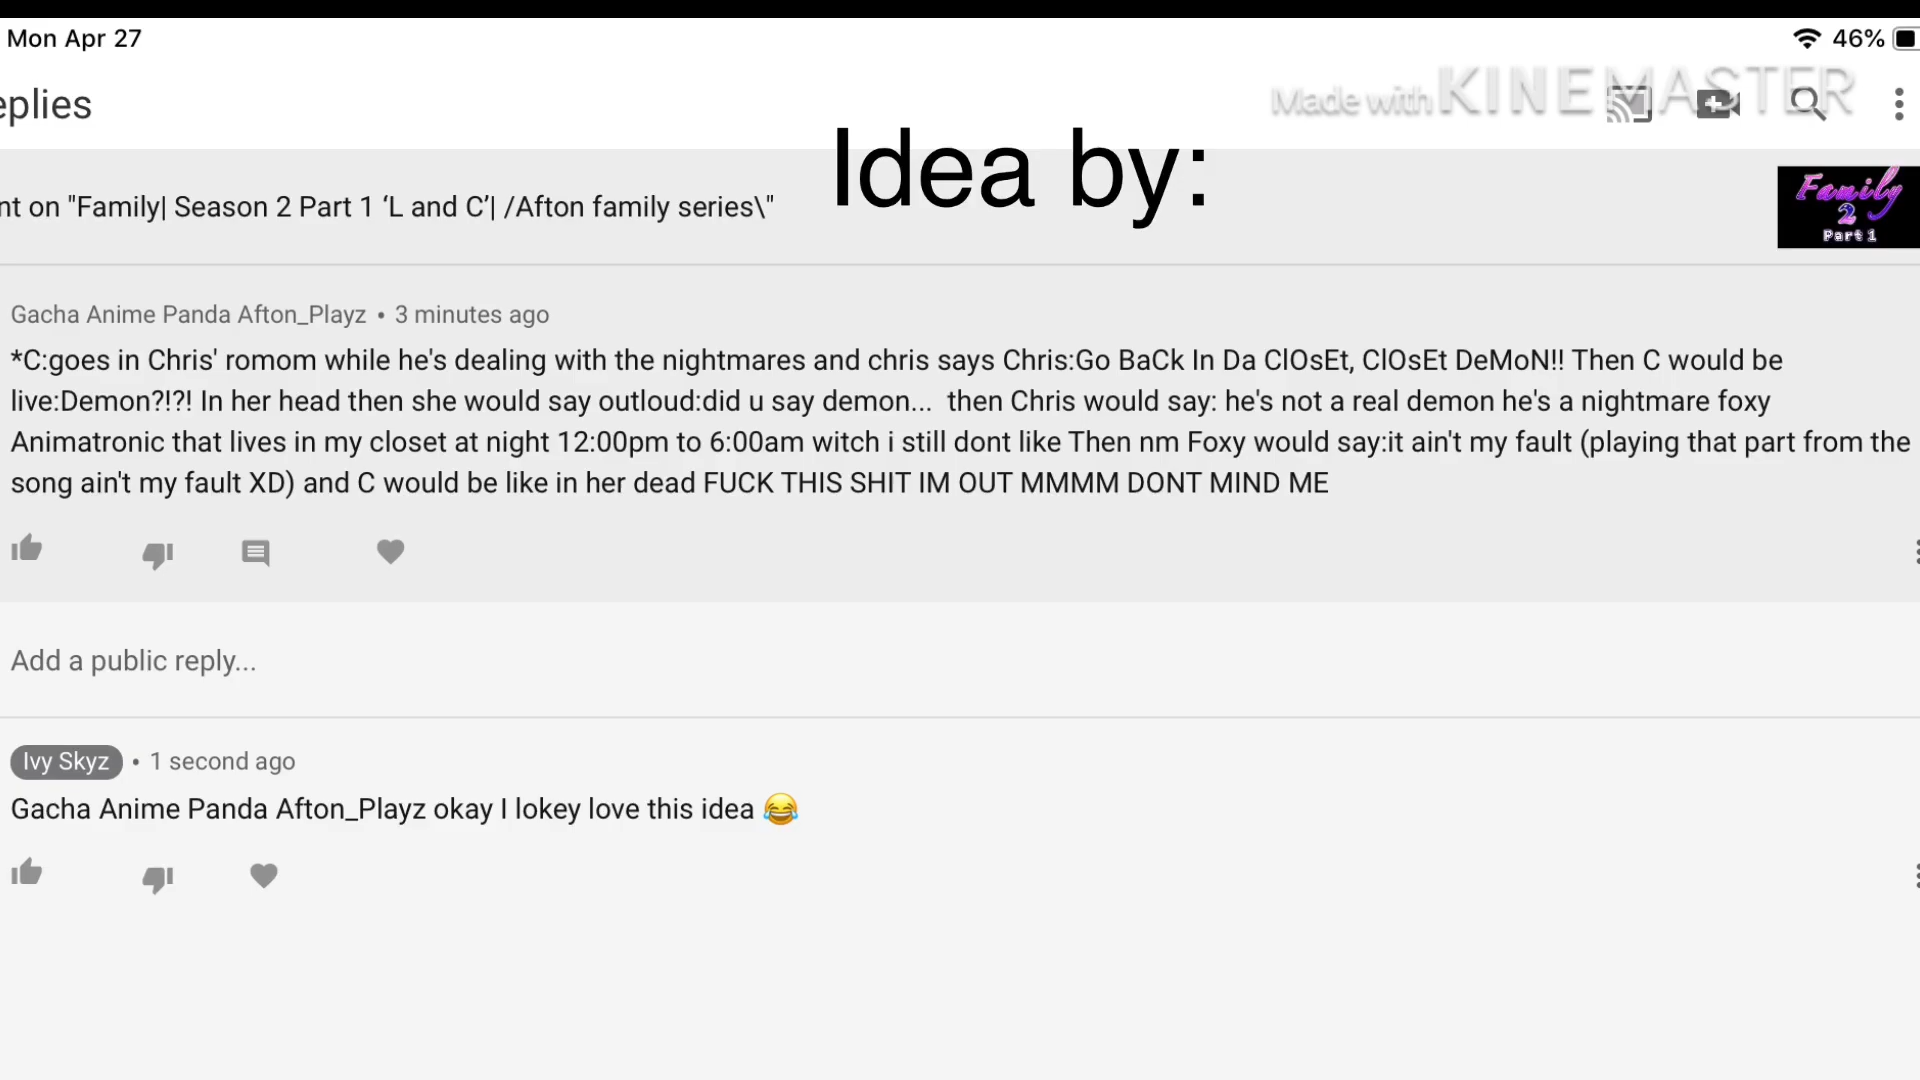 Mon Apr 27
46%
eplies
Made with KINEMASTER
Idea by:
nt on "Family| Season 2 Part 1 ‘L and C’| /Afton family series\"
Family
2
Part 1
Gacha Anime Panda Afton_Playz • 3 minutes ago
*C:goes in Chris' romom while he's dealing with the nightmares and chris says Chris:Go BaCk In Da ClOsEt, ClOsEt DeMoN!! Then C would be
live:Demon?!?! In her head then she would say outloud:did u say demon... then Chris would say: he's not a real demon he's a nightmare foxy
Animatronic that lives in my closet at night 12:00pm to 6:00am witch i still dont like Then nm Foxy would say:it ain't my fault (playing that part from the
song ain't my fault XD) and C would be like in her dead FUCK THIS SHIT IM OUT MMMM DONT MIND ME
Add a public reply...
Ivy Skyz • 1 second ago
Gacha Anime Panda Afton_Playz okay I lokey love this idea 😂